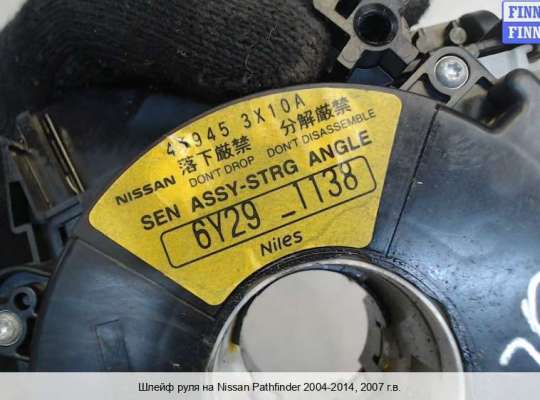 FINN
FINN
47945 3X10A
落下厳禁 分解厳禁
NISSAN DON'T DROP DON'T DISASSEMBLE
SEN ASSY-STRG ANGLE
6Y29 -1138
Niles
Шлейф руля на Nissan Pathfinder 2004-2014, 2007 г.в.